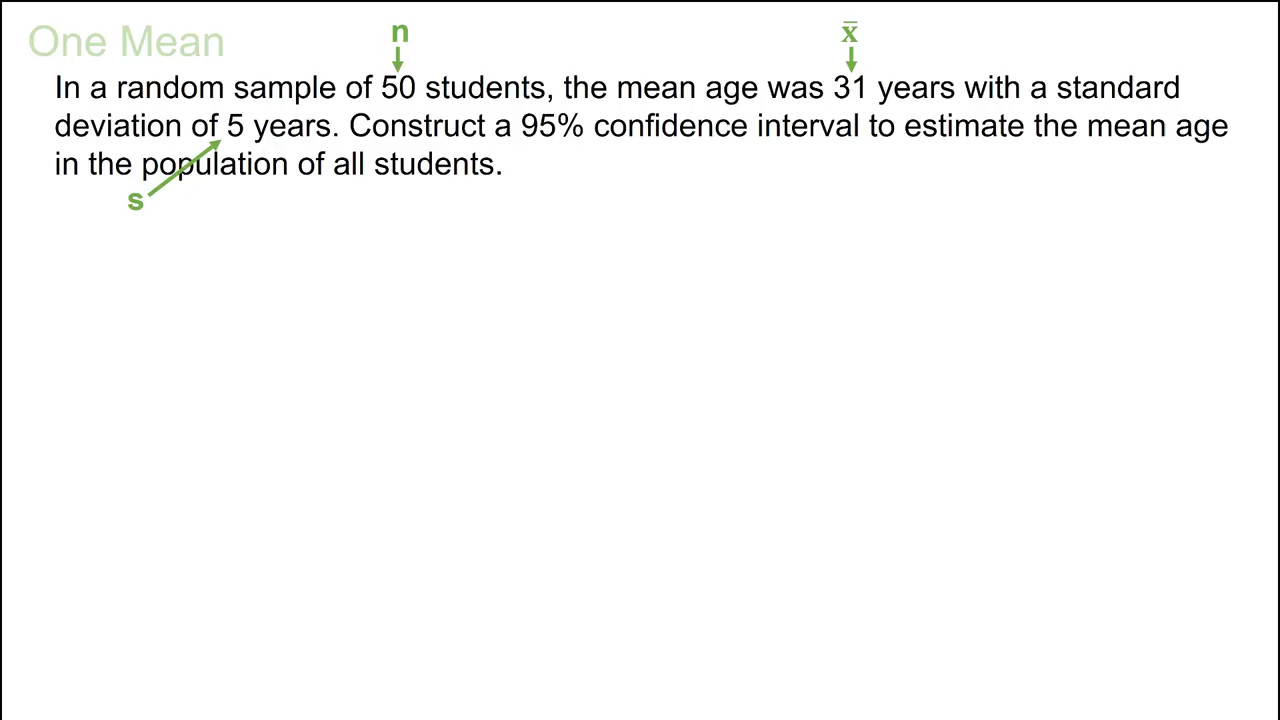 One Mean
n
x̄
In a random sample of 50 students, the mean age was 31 years with a standard
deviation of 5 years. Construct a 95% confidence interval to estimate the mean age
in the population of all students.
s